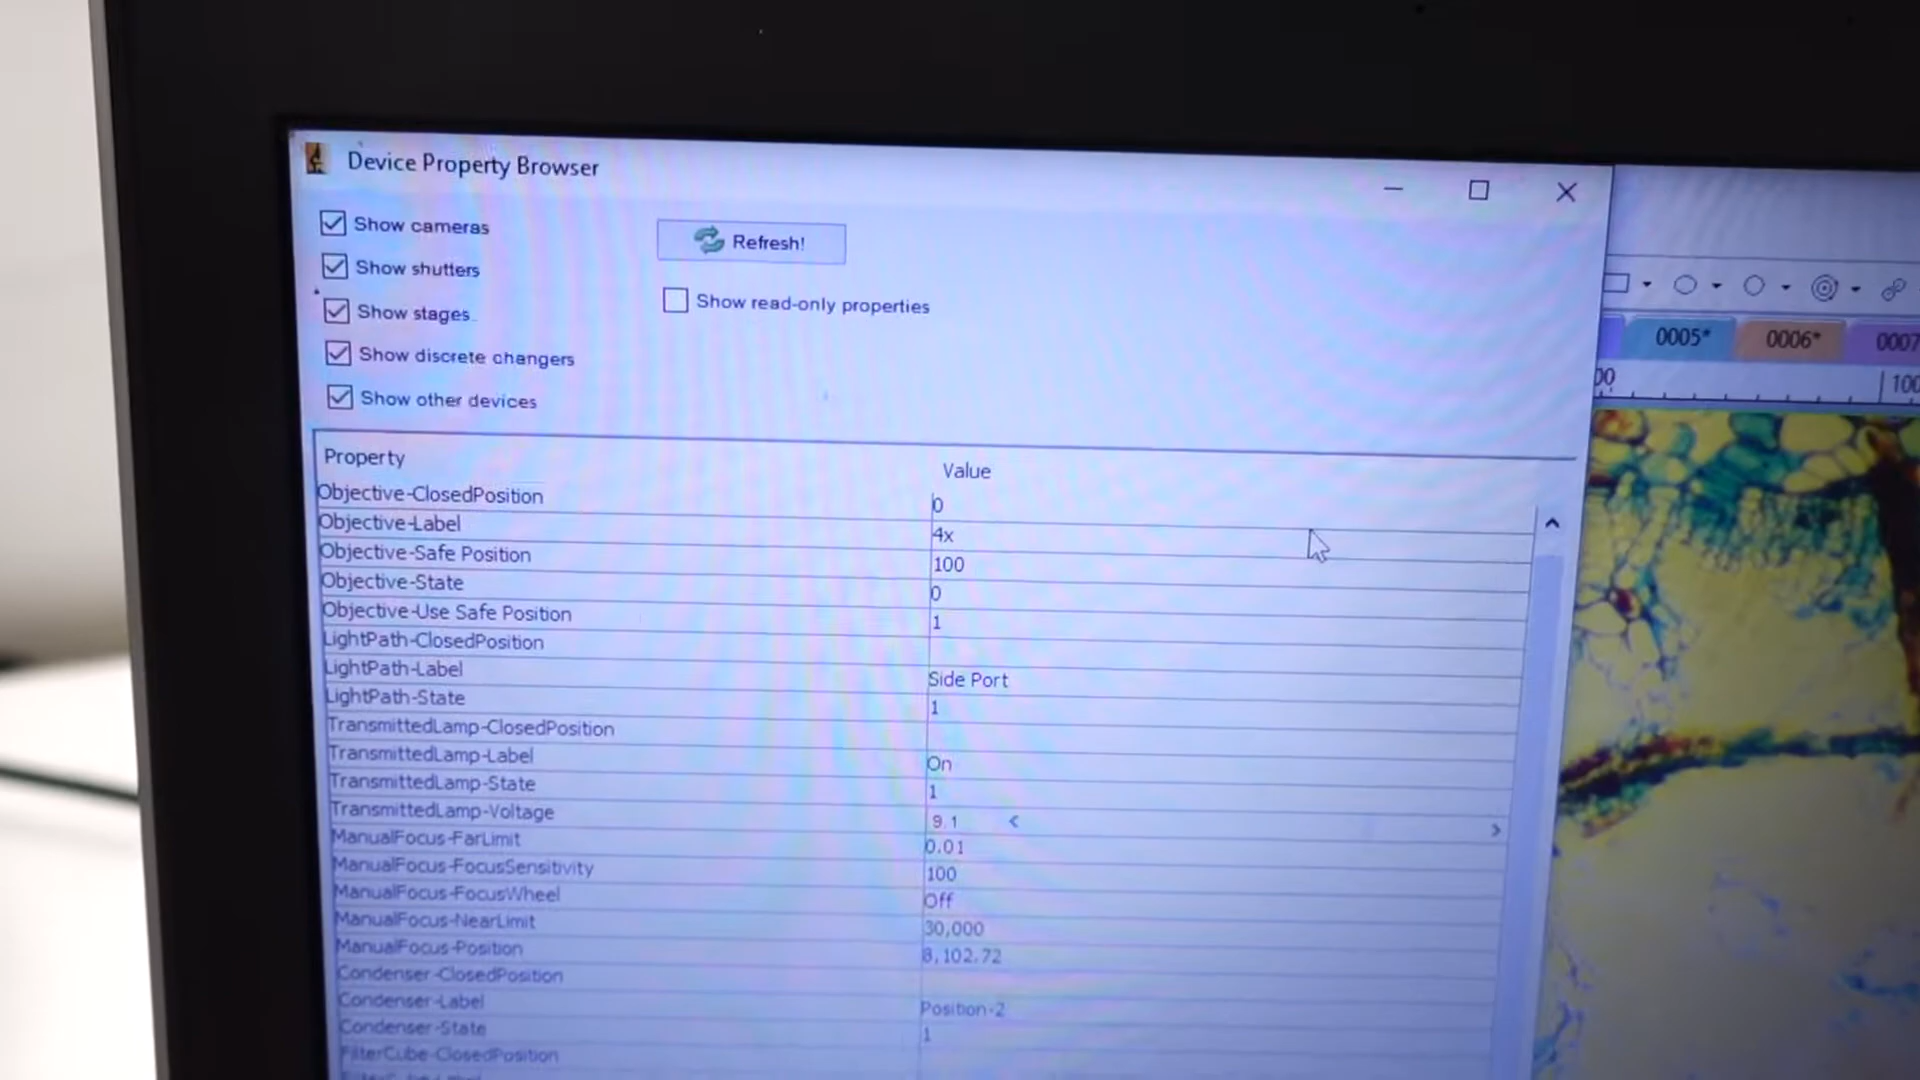 Device Property Browser
Show cameras
Refresh!
Show shutters
Show read-only properties
Show stages
Show discrete changers
Show other devices
0005* 0006* 0007
00 100
Property Value
Objective-ClosedPosition 0
Objective-Label 4x
Objective-Safe Position 100
Objective-State 0
Objective-Use Safe Position 1
LightPath-ClosedPosition
LightPath-Label Side Port
LightPath-State 1
TransmittedLamp-ClosedPosition
TransmittedLamp-Label On
TransmittedLamp-State 1
TransmittedLamp-Voltage 9.1
ManualFocus-FarLimit 0.01
ManualFocus-FocusSensitivity 100
ManualFocus-FocusWheel Off
ManualFocus-NearLimit 30,000
ManualFocus-Position 8,102.72
Condenser-ClosedPosition
Condenser-Label Position-2
Condenser-State 1
FilterCube-ClosedPosition